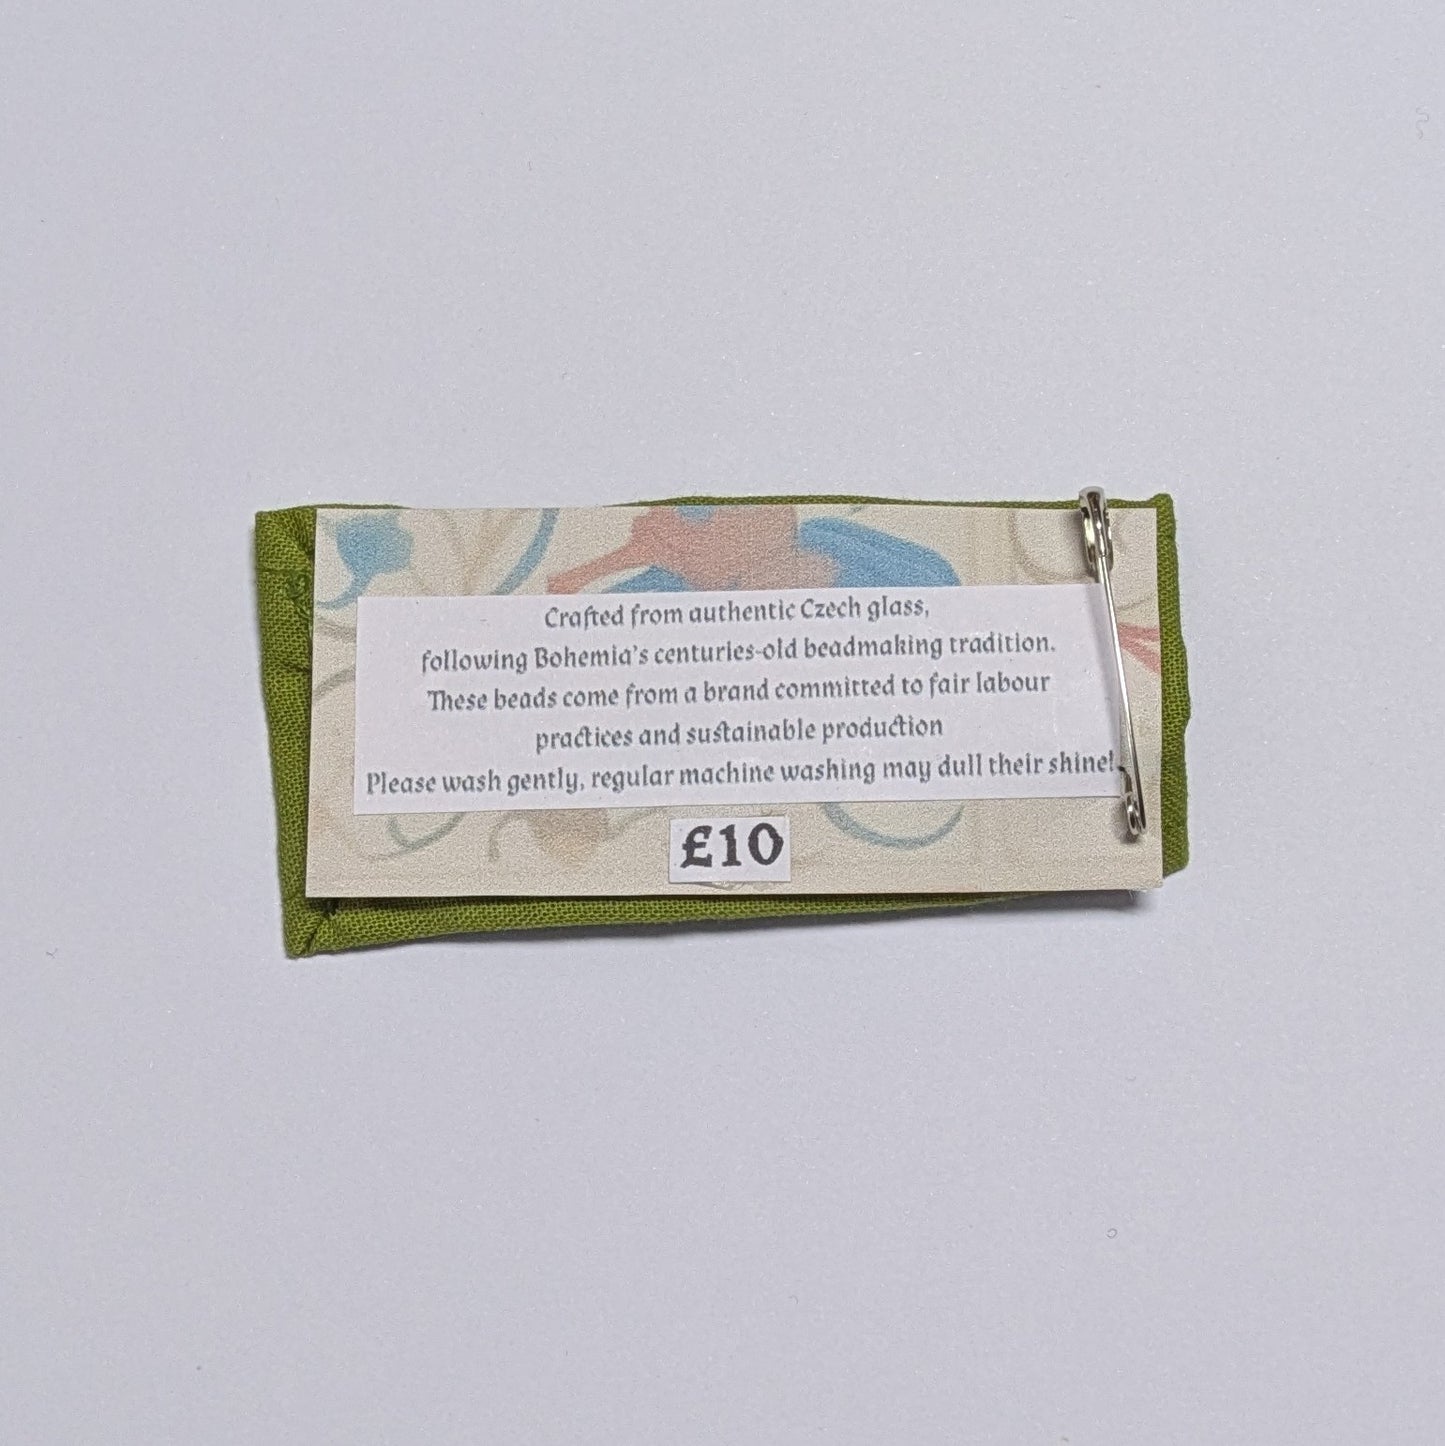 Crafted from authentic Czech glass,
following Bohemia's centuries-old beadmaking tradition.
These beads come from a brand committed to fair labour
practices and sustainable production
Please wash gently, regular machine washing may dull their shine!
£10